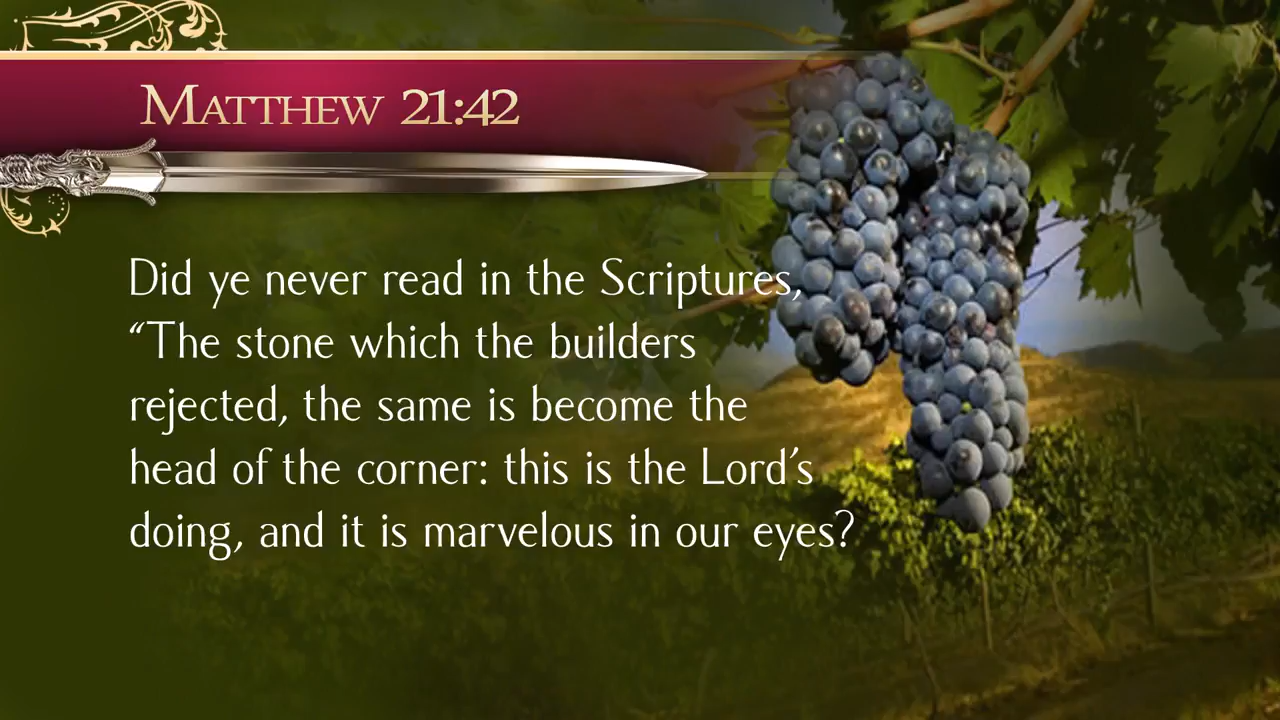 Matthew 21:42
Did ye never read in the Scriptures,
“The stone which the builders
rejected, the same is become the
head of the corner: this is the Lord’s
doing, and it is marvelous in our eyes?